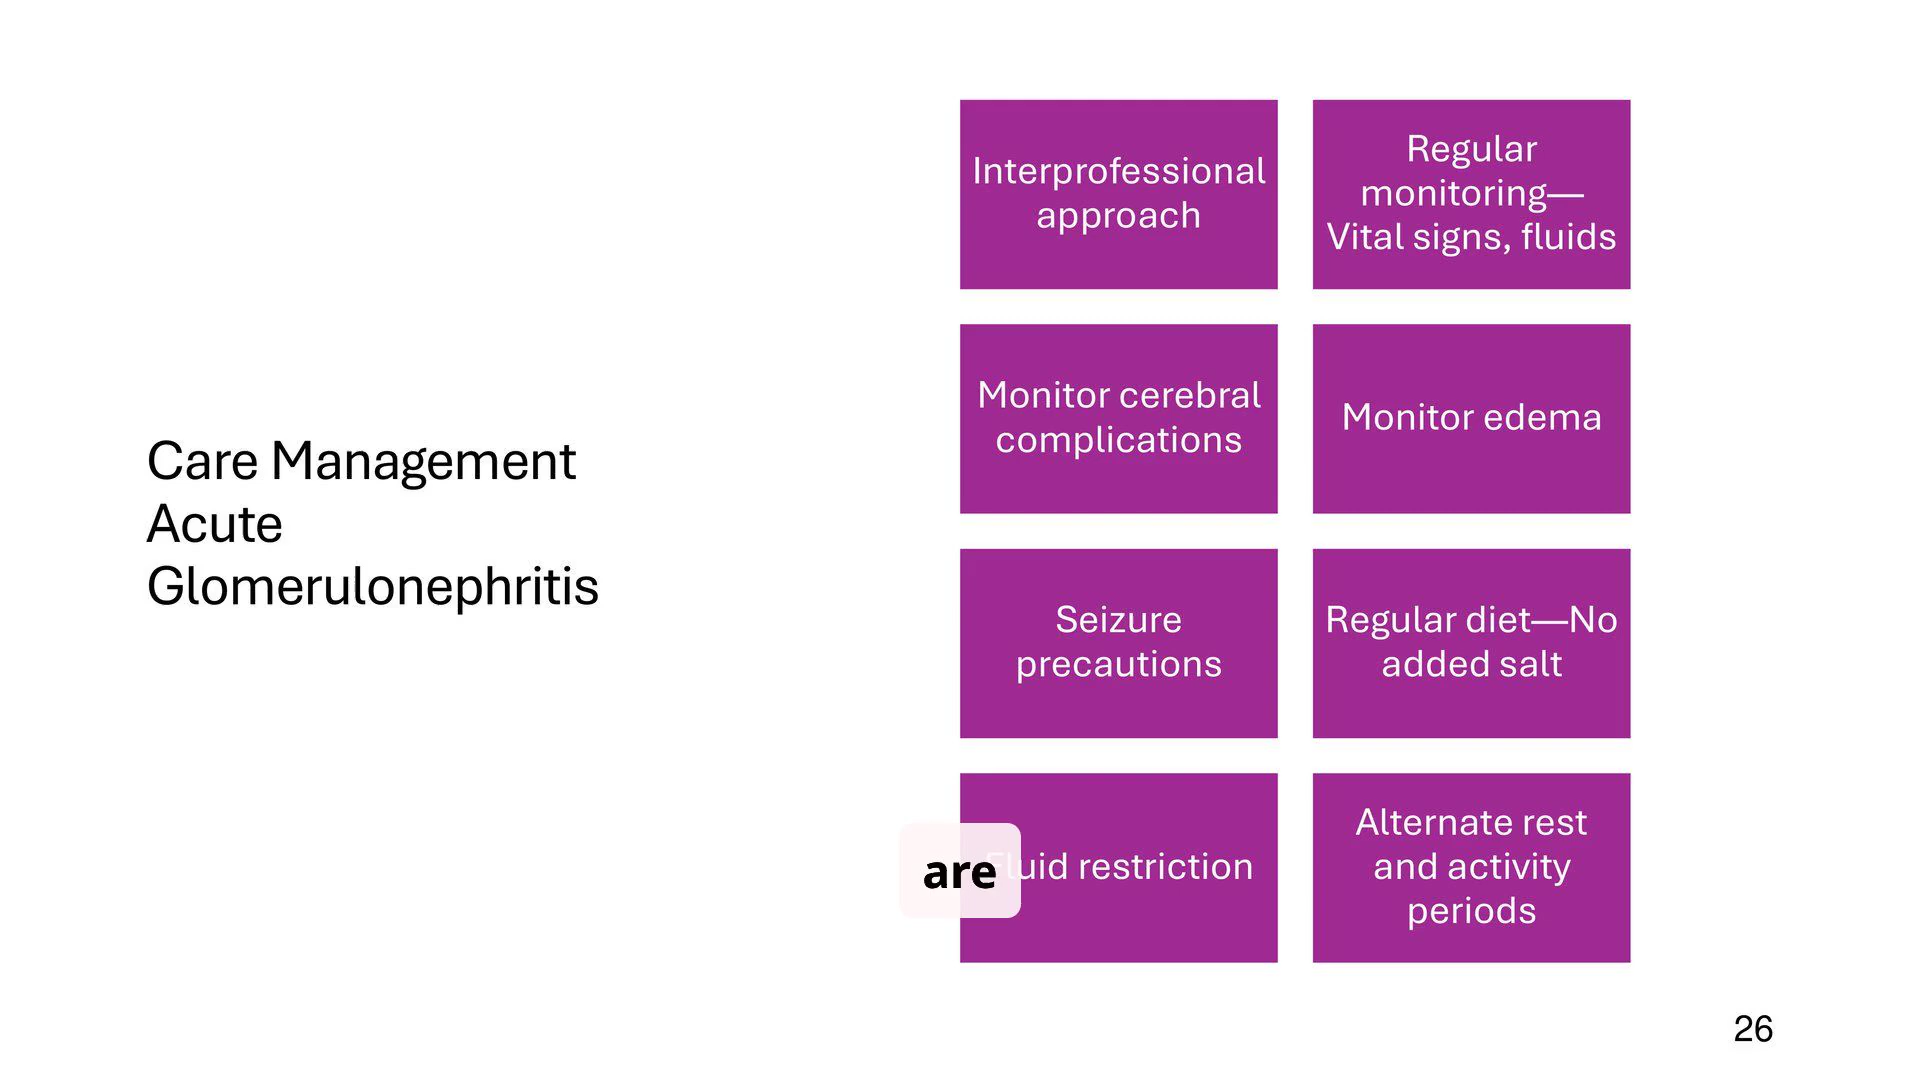 Care Management
Acute
Glomerulonephritis
Interprofessional
approach
Regular
monitoring—
Vital signs, fluids
Monitor cerebral
complications
Monitor edema
Seizure
precautions
Regular diet—No
added salt
Fluid restriction
are
Alternate rest
and activity
periods
26